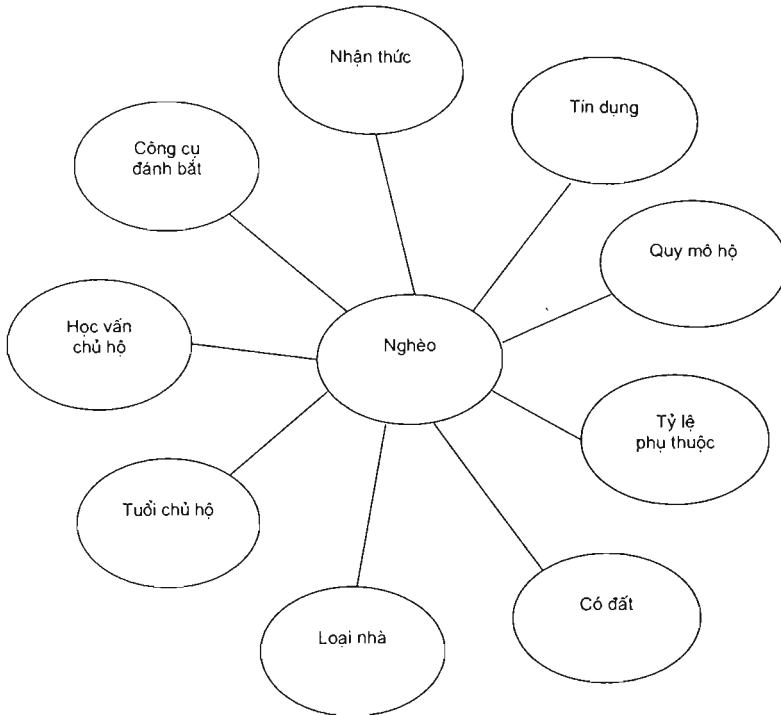 Nhận thức
Tín dụng
Công cụ
đánh bắt
Quy mô hộ
Học vấn
chủ hộ
Nghèo
Tỷ lệ
phụ thuộc
Tuổi chủ hộ
Có đất
Loại nhà